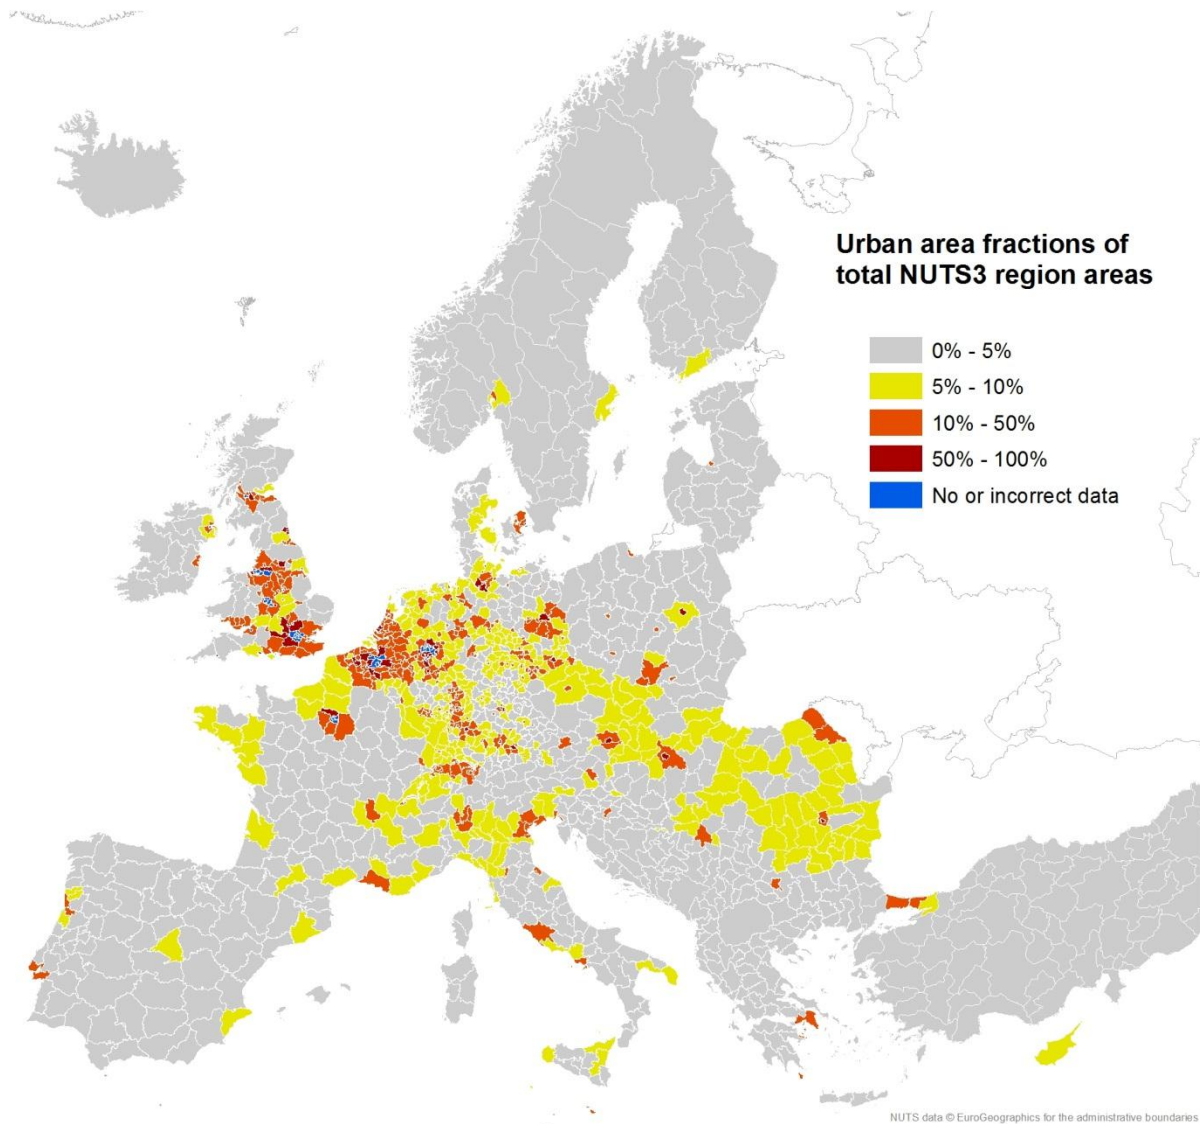 Urban area fractions of
total NUTS3 region areas
0% - 5%
5% - 10%
10% - 50%
50% - 100%
No or incorrect data
NUTS data © EuroGeographics for the administrative boundaries